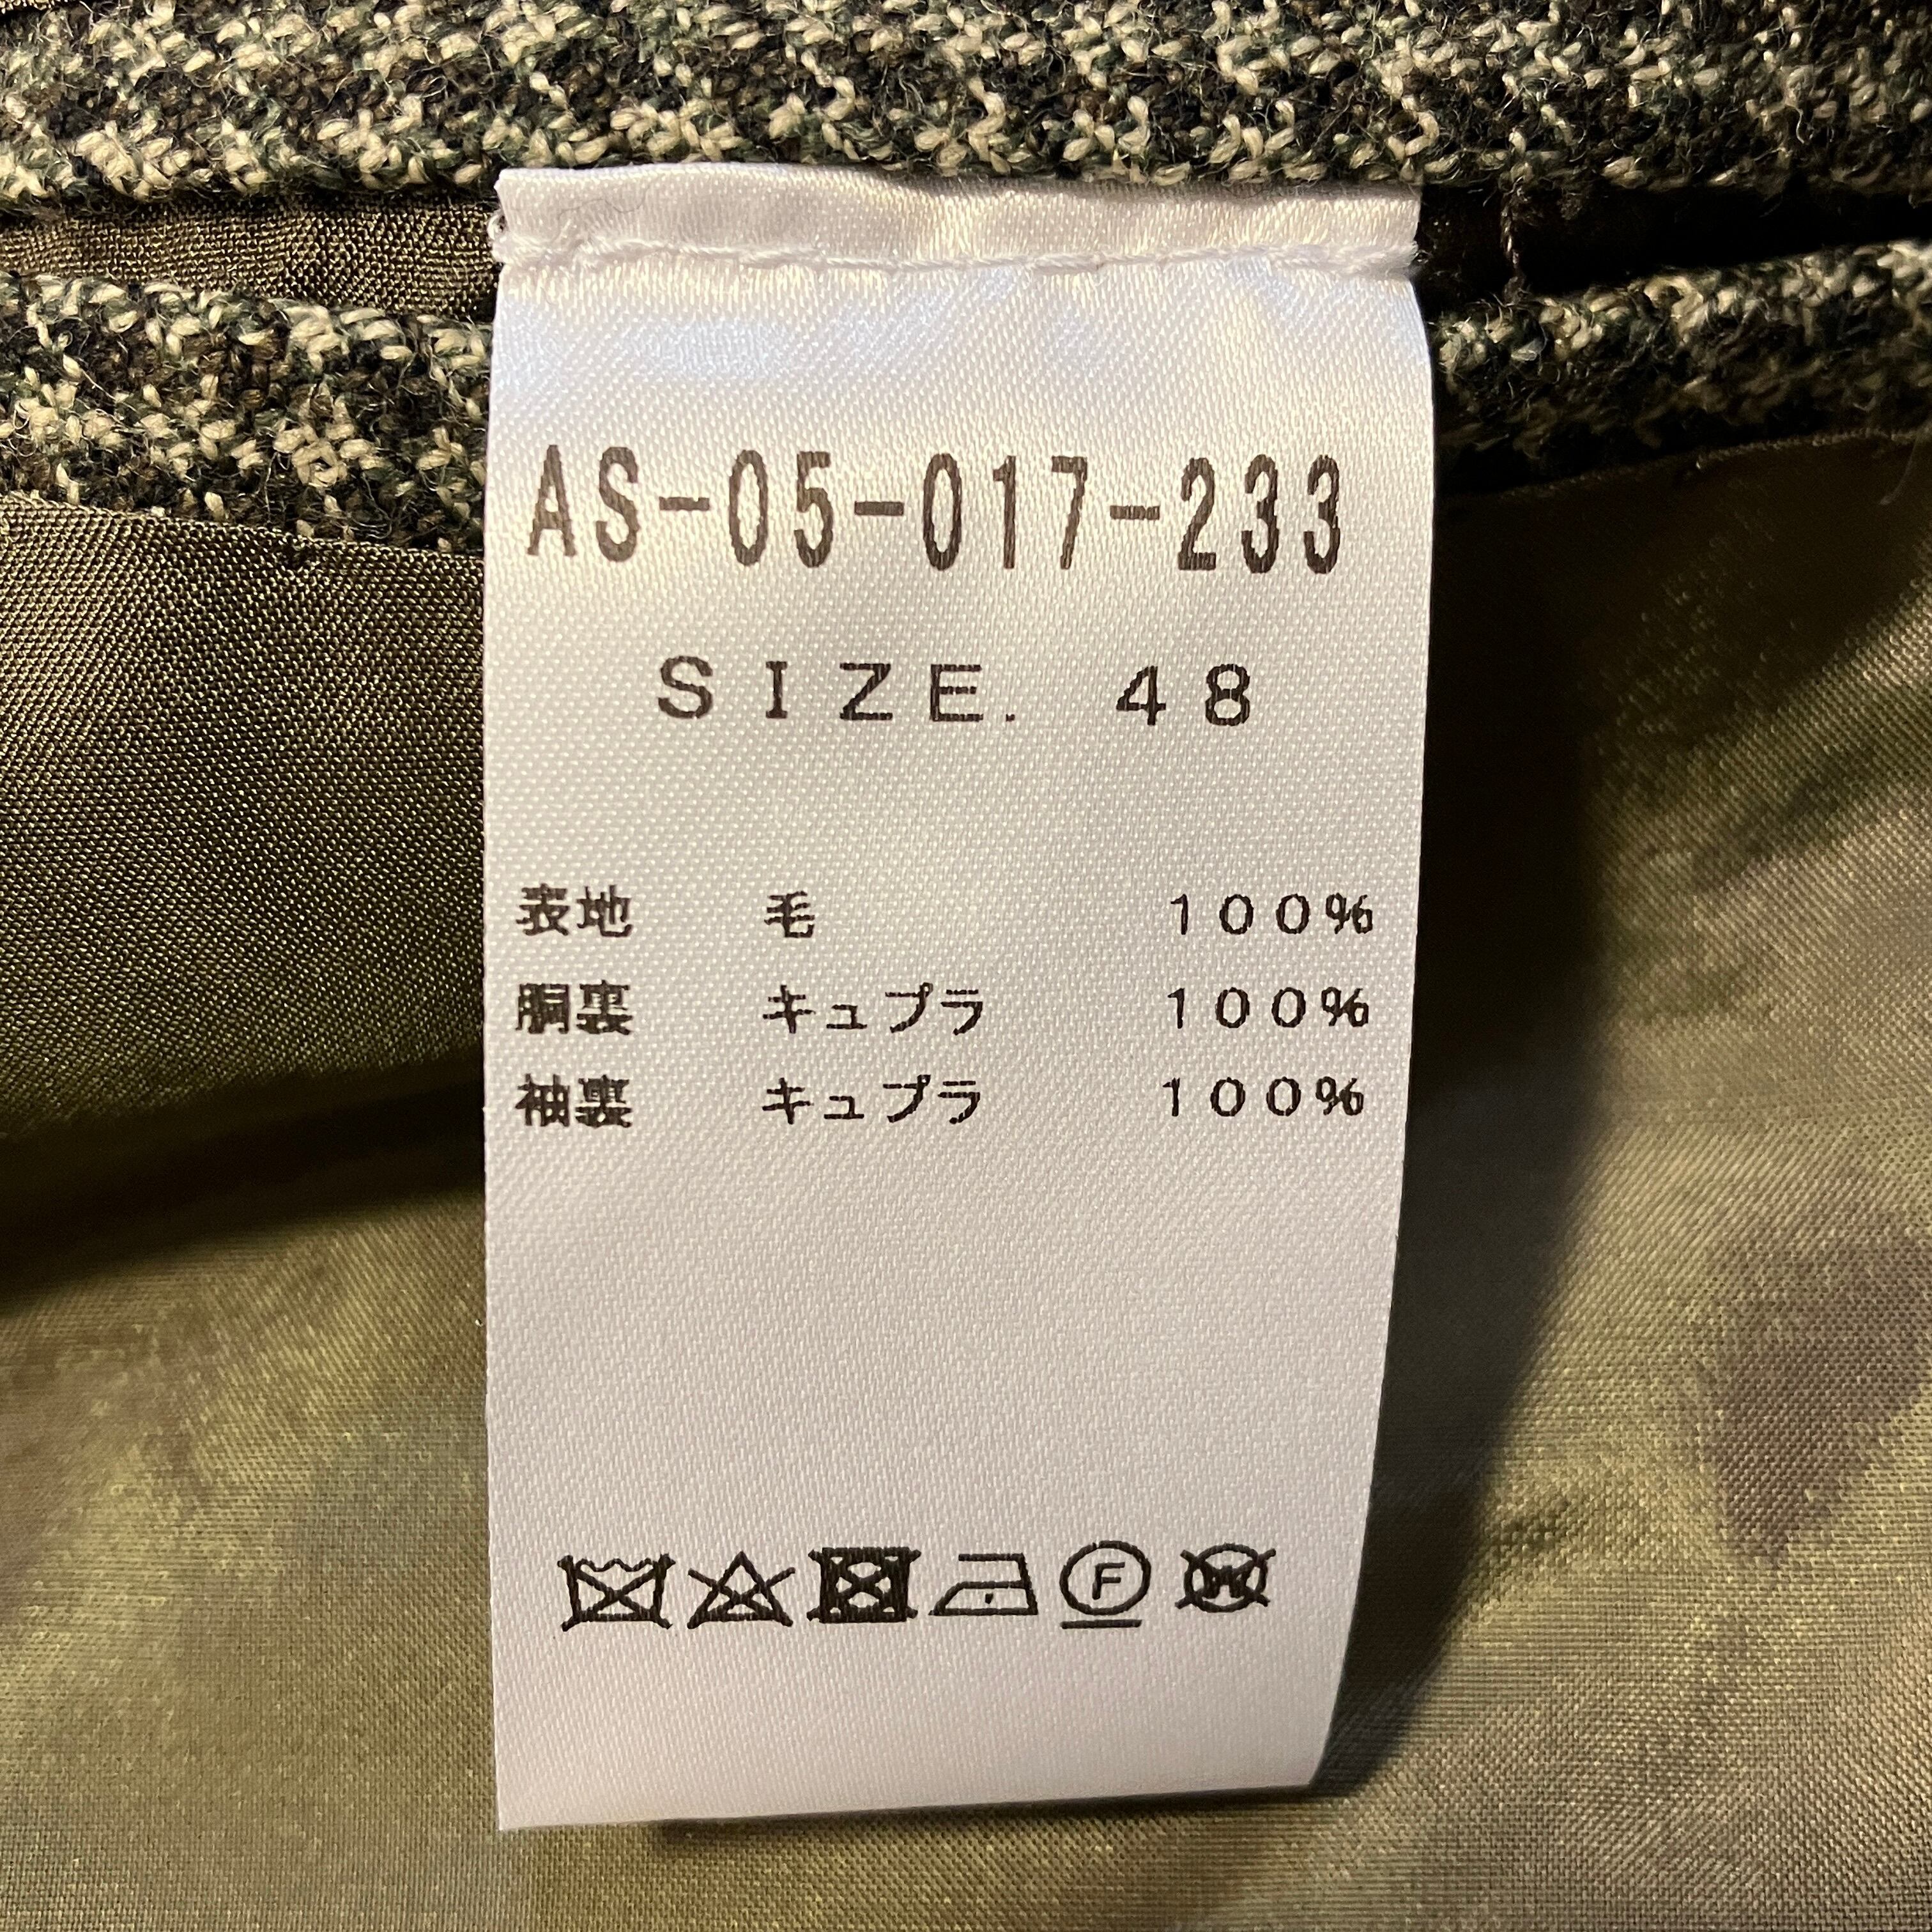 AS-05-017-233
SIZE. 48
表地 毛 100%
胴裏 キュプラ 100%
袖裏 キュプラ 100%
F W